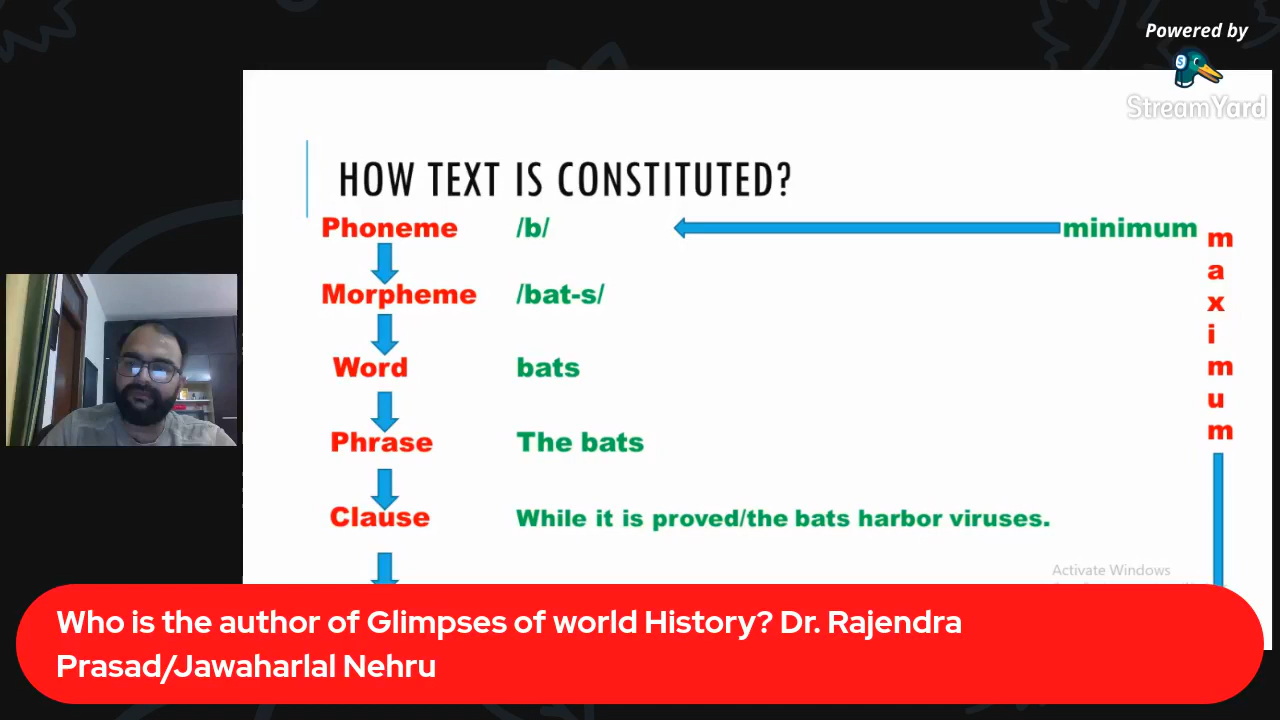 Powered by
StreamYard
HOW TEXT IS CONSTITUTED?
Phoneme /b/ minimum
maximum
Morpheme /bat-s/
Word bats
Phrase The bats
Clause While it is proved/the bats harbor viruses.
Activate Windows
Who is the author of Glimpses of world History? Dr. Rajendra
Prasad/Jawaharlal Nehru